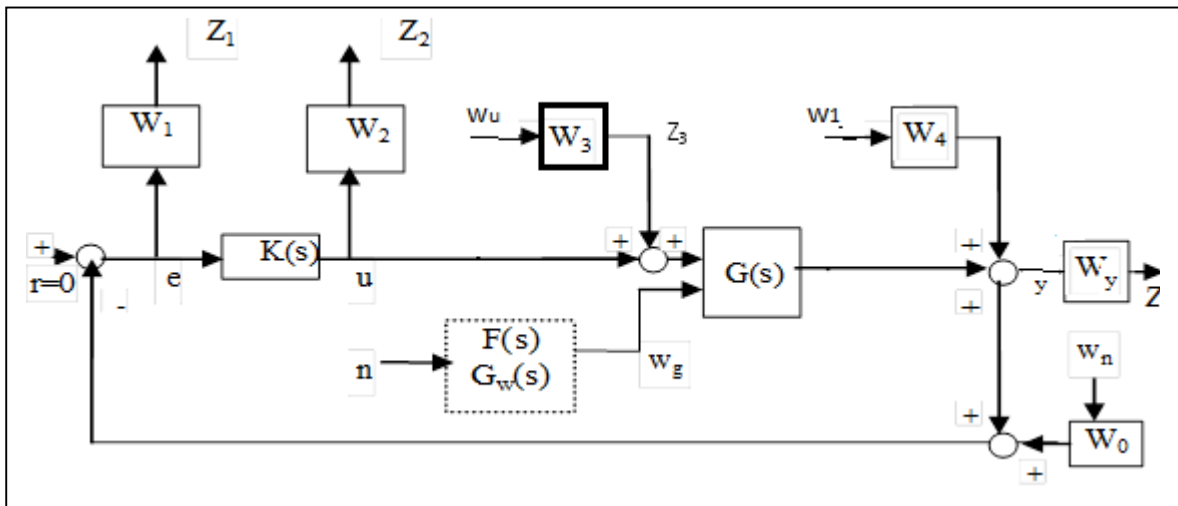 Z1 Z2
W1 W2 Wu W3 Z3 W1 W4
+ K(s) + + G(s) + Wy
r=0 - e u + y Z
n F(s) wg wn
Gw(s)
+ W0
+